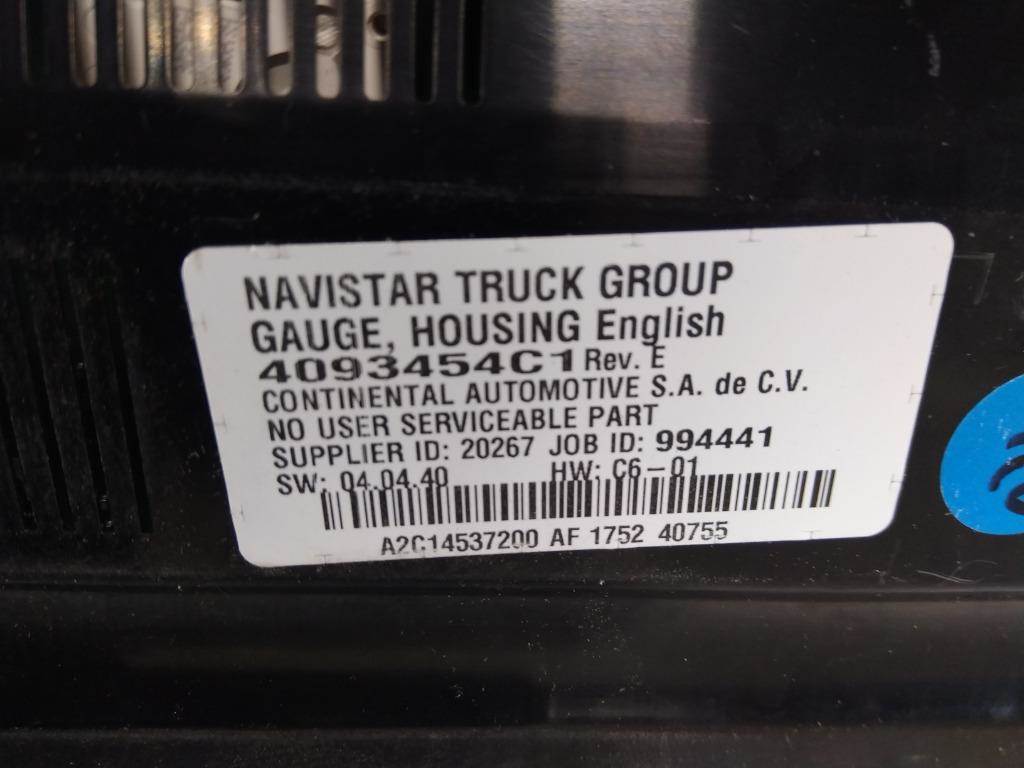 NAVISTAR TRUCK GROUP
GAUGE, HOUSING English
4093454C1 Rev. E
CONTINENTAL AUTOMOTIVE S.A. de C.V.
NO USER SERVICEABLE PART
SUPPLIER ID: 20267 JOB ID: 994441
SW: 04.04.40 HW: C6-01
A2C14537200 AF 1752 40755